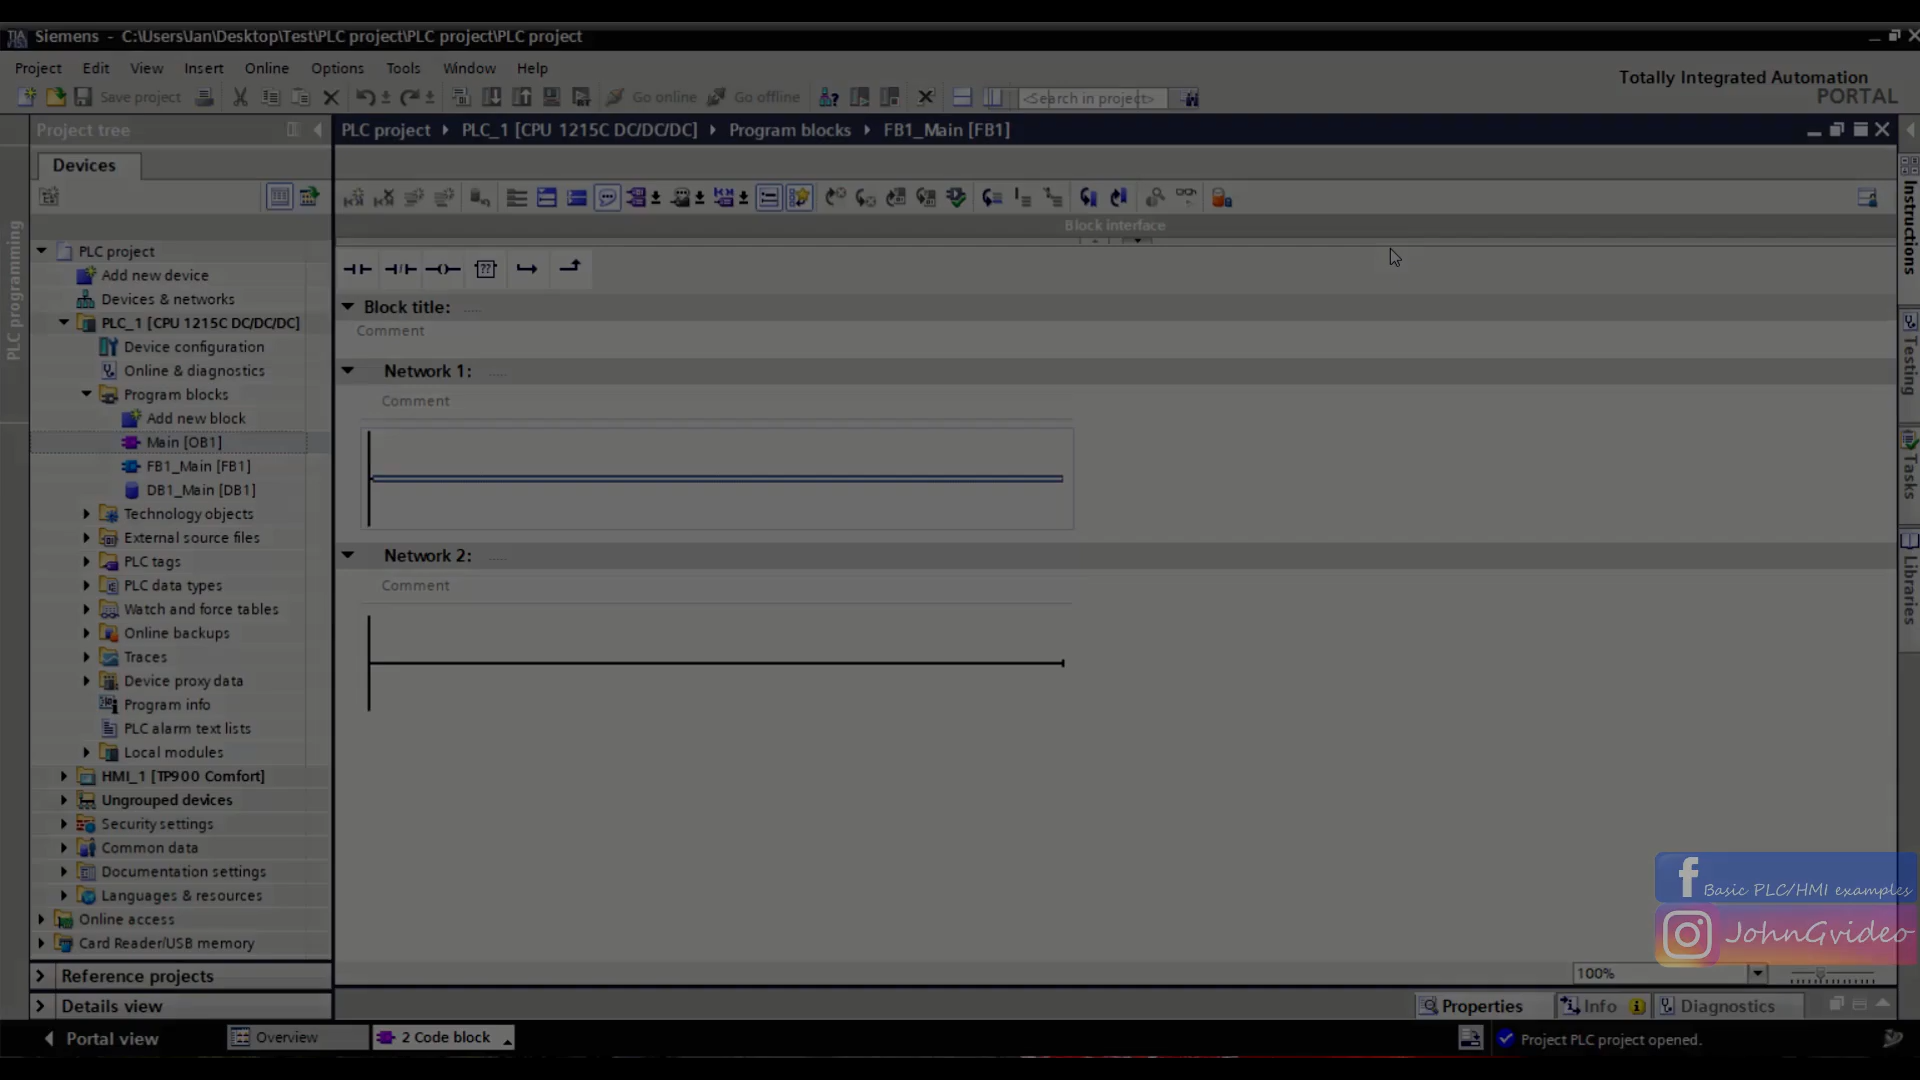 Siemens - C:\Users\Jan\Desktop\Test\PLC project\PLC project\PLC project
Project Edit View Insert Online Options Tools Window Help
Totally Integrated Automation
PORTAL
Save project
Go online
Go offline
<Search in project>
Project tree
PLC project ▸ PLC_1 [CPU 1215C DC/DC/DC] ▸ Program blocks ▸ FB1_Main [FB1]
Devices
PLC programming
Block interface
PLC project
Add new device
Devices & networks
PLC_1 [CPU 1215C DC/DC/DC]
Device configuration
Online & diagnostics
Program blocks
Add new block
Main [OB1]
FB1_Main [FB1]
DB1_Main [DB1]
Technology objects
External source files
PLC tags
PLC data types
Watch and force tables
Online backups
Traces
Device proxy data
Program info
PLC alarm text lists
Local modules
HMI_1 [TP900 Comfort]
Ungrouped devices
Security settings
Common data
Documentation settings
Languages & resources
Online access
Card Reader/USB memory
Reference projects
Details view
??
Block title: .....
Comment
Network 1: .....
Comment
Network 2: .....
Comment
Instructions
Testing
Tasks
Libraries
Basic PLC/HMI examples
JohnGvideo
100%
Properties
Info
Diagnostics
Portal view
Overview
2 Code block
Project PLC project opened.